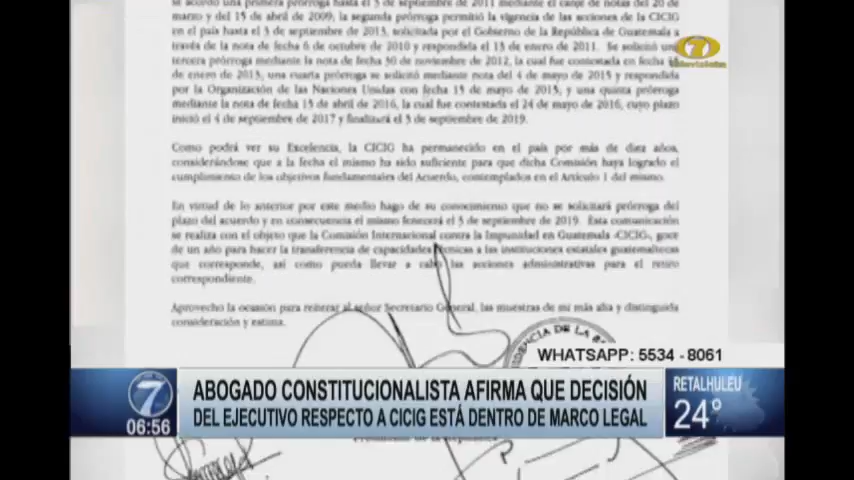 se acordó una primera prórroga hasta el 3 de septiembre de 2011 mediante el canje de notas del 20 de
marzo y del 15 de abril de 2009; la segunda prórroga permitió la vigencia de las acciones de la CICIG
en el país hasta el 3 de septiembre de 2013, solicitada por el Gobierno de la República de Guatemala a
través de la nota de fecha 6 de octubre de 2010 y respondida el 13 de enero de 2011. Se solicitó una
tercera prórroga mediante la nota de fecha 30 de noviembre de 2012, la cual fue contestada en fecha
de enero de 2013, una cuarta prórroga se solicitó mediante nota del 4 de mayo de 2015 y respondida
por la Organización de las Naciones Unidas con fecha 13 de mayo de 2015, y una quinta prórroga
mediante la nota de fecha 15 de abril de 2016, la cual fue contestada el 24 de mayo de 2016, cuyo plazo
inició el 4 de septiembre de 2017 y finalizará el 3 de septiembre de 2019.
Como podrá ver su Excelencia, la CICIG ha permanecido en el país por más de diez años,
considerándose que a la fecha el mismo ha sido suficiente para que dicha Comisión haya logrado el
cumplimiento de los objetivos fundamentales del Acuerdo, contemplados en el Artículo 1 del mismo.
En virtud de lo anterior por este medio hago de su conocimiento que no se solicitará prórroga del
plazo del acuerdo y en consecuencia el mismo fenecerá el 3 de septiembre de 2019. Esta comunicación
se realiza con el objeto que la Comisión Internacional contra la Impunidad en Guatemala -CICIG-, goce
de un año para hacer la transferencia de capacidades técnicas a las instituciones estatales guatemaltecas
que corresponde, así como pueda llevar a cabo las acciones administrativas para el retiro
correspondiente.
Aprovecho la ocasión para reiterar al señor Secretario General, las muestras de mi más alta y distinguida
consideración y estima.
7
televisión
WHATSAPP: 5534 - 8061
7
06:56
ABOGADO CONSTITUCIONALISTA AFIRMA QUE DECISIÓN
DEL EJECUTIVO RESPECTO A CICIG ESTÁ DENTRO DE MARCO LEGAL
RETALHULEU
24°